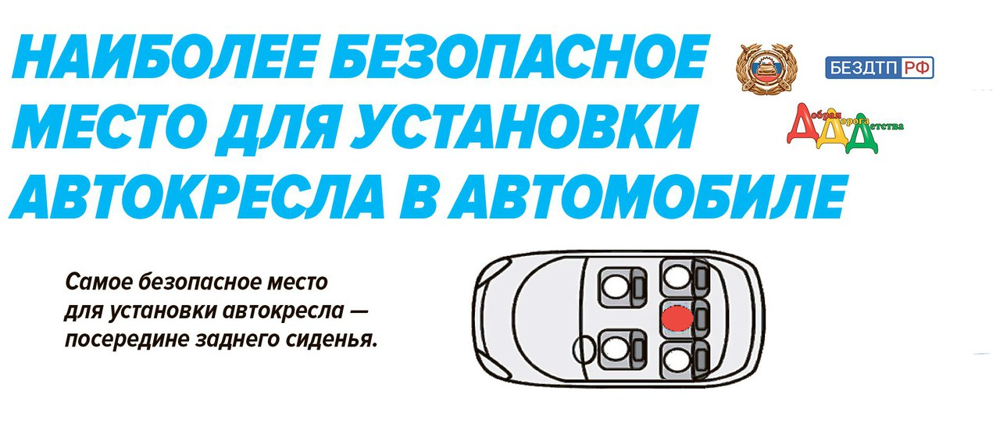 НАИБОЛЕЕ БЕЗОПАСНОЕ
МЕСТО ДЛЯ УСТАНОВКИ
АВТОКРЕСЛА В АВТОМОБИЛЕ
БЕЗДТП РФ
Добрая Дорога Детства
Самое безопасное место
для установки автокресла —
посередине заднего сиденья.